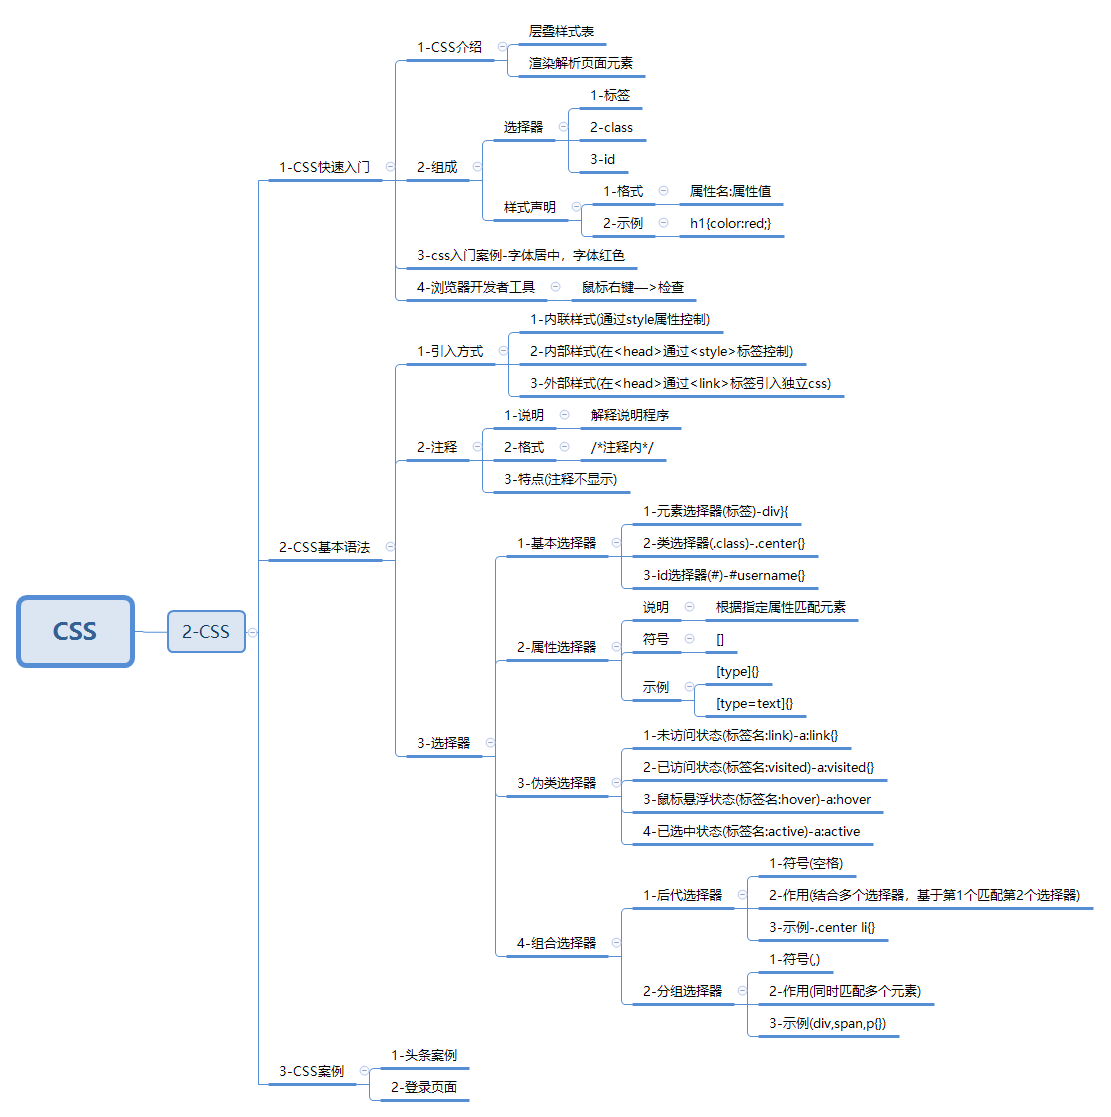 CSS
2-CSS
1-CSS快速入门
1-CSS介绍
层叠样式表
渲染解析页面元素
2-组成
选择器
1-标签
2-class
3-id
样式声明
1-格式
属性名:属性值
2-示例
h1{color:red;}
3-css入门案例-字体居中，字体红色
4-浏览器开发者工具
鼠标右键—>检查
2-CSS基本语法
1-引入方式
1-内联样式(通过style属性控制)
2-内部样式(在<head>通过<style>标签控制)
3-外部样式(在<head>通过<link>标签引入独立css)
2-注释
1-说明
解释说明程序
2-格式
/*注释内*/
3-特点(注释不显示)
3-选择器
1-基本选择器
1-元素选择器(标签)-div}{
2-类选择器(.class)-.center{}
3-id选择器(#)-#username{}
2-属性选择器
说明
根据指定属性匹配元素
符号
[]
示例
[type]{}
[type=text]{}
3-伪类选择器
1-未访问状态(标签名:link)-a:link{}
2-已访问状态(标签名:visited)-a:visited{}
3-鼠标悬浮状态(标签名:hover)-a:hover
4-已选中状态(标签名:active)-a:active
4-组合选择器
1-后代选择器
1-符号(空格)
2-作用(结合多个选择器，基于第1个匹配第2个选择器)
3-示例-.center li{}
2-分组选择器
1-符号(,)
2-作用(同时匹配多个元素)
3-示例(div,span,p{})
3-CSS案例
1-头条案例
2-登录页面